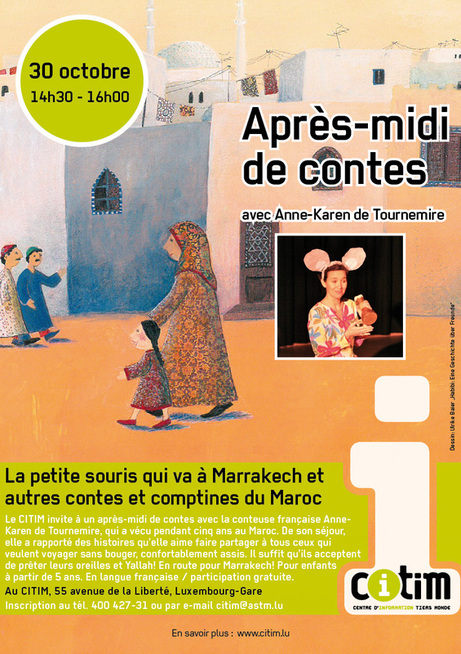 30 octobre
14h30 - 16h00
Après-midi
de contes
avec Anne-Karen de Tournemire
Dessin: Ulrike Baier „Habibi. Eine Geschichte über Freunde"
La petite souris qui va à Marrakech et
autres contes et comptines du Maroc
Le CITiM invite à un après-midi de contes avec la conteuse française Anne-
Karen de Tournemire, qui a vécu pendant cinq ans au Maroc. De son séjour,
elle a rapporté des histoires qu'elle aime faire partager à tous ceux qui
veulent voyager sans bouger, confortablement assis. Il suffit qu'ils acceptent
de prêter leurs oreilles et Yallah! En route pour Marrakech! Pour enfants
à partir de 5 ans. En langue française / participation gratuite.
Au CITIM, 55 avenue de la Liberté, Luxembourg-Gare
Inscription au tél. 400 427-31 ou par e-mail citim@astm.lu
citim
CENTRE D'INFORMATION TIERS MONDE
En savoir plus : www.citim.lu